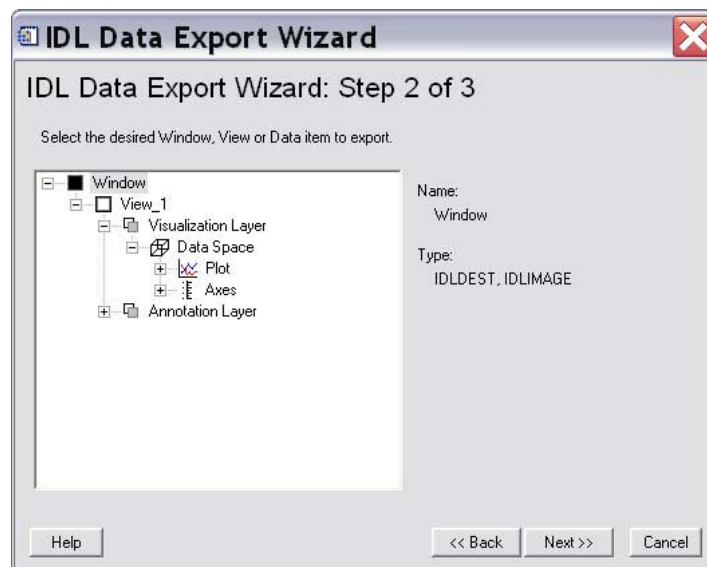 IDL Data Export Wizard
IDL Data Export Wizard: Step 2 of 3
Select the desired Window, View or Data item to export.
Window
View_1
Visualization Layer
Data Space
Plot
Axes
Annotation Layer
Name:
Window
Type:
IDLDEST, IDLIMAGE
Help
<< Back
Next >>
Cancel